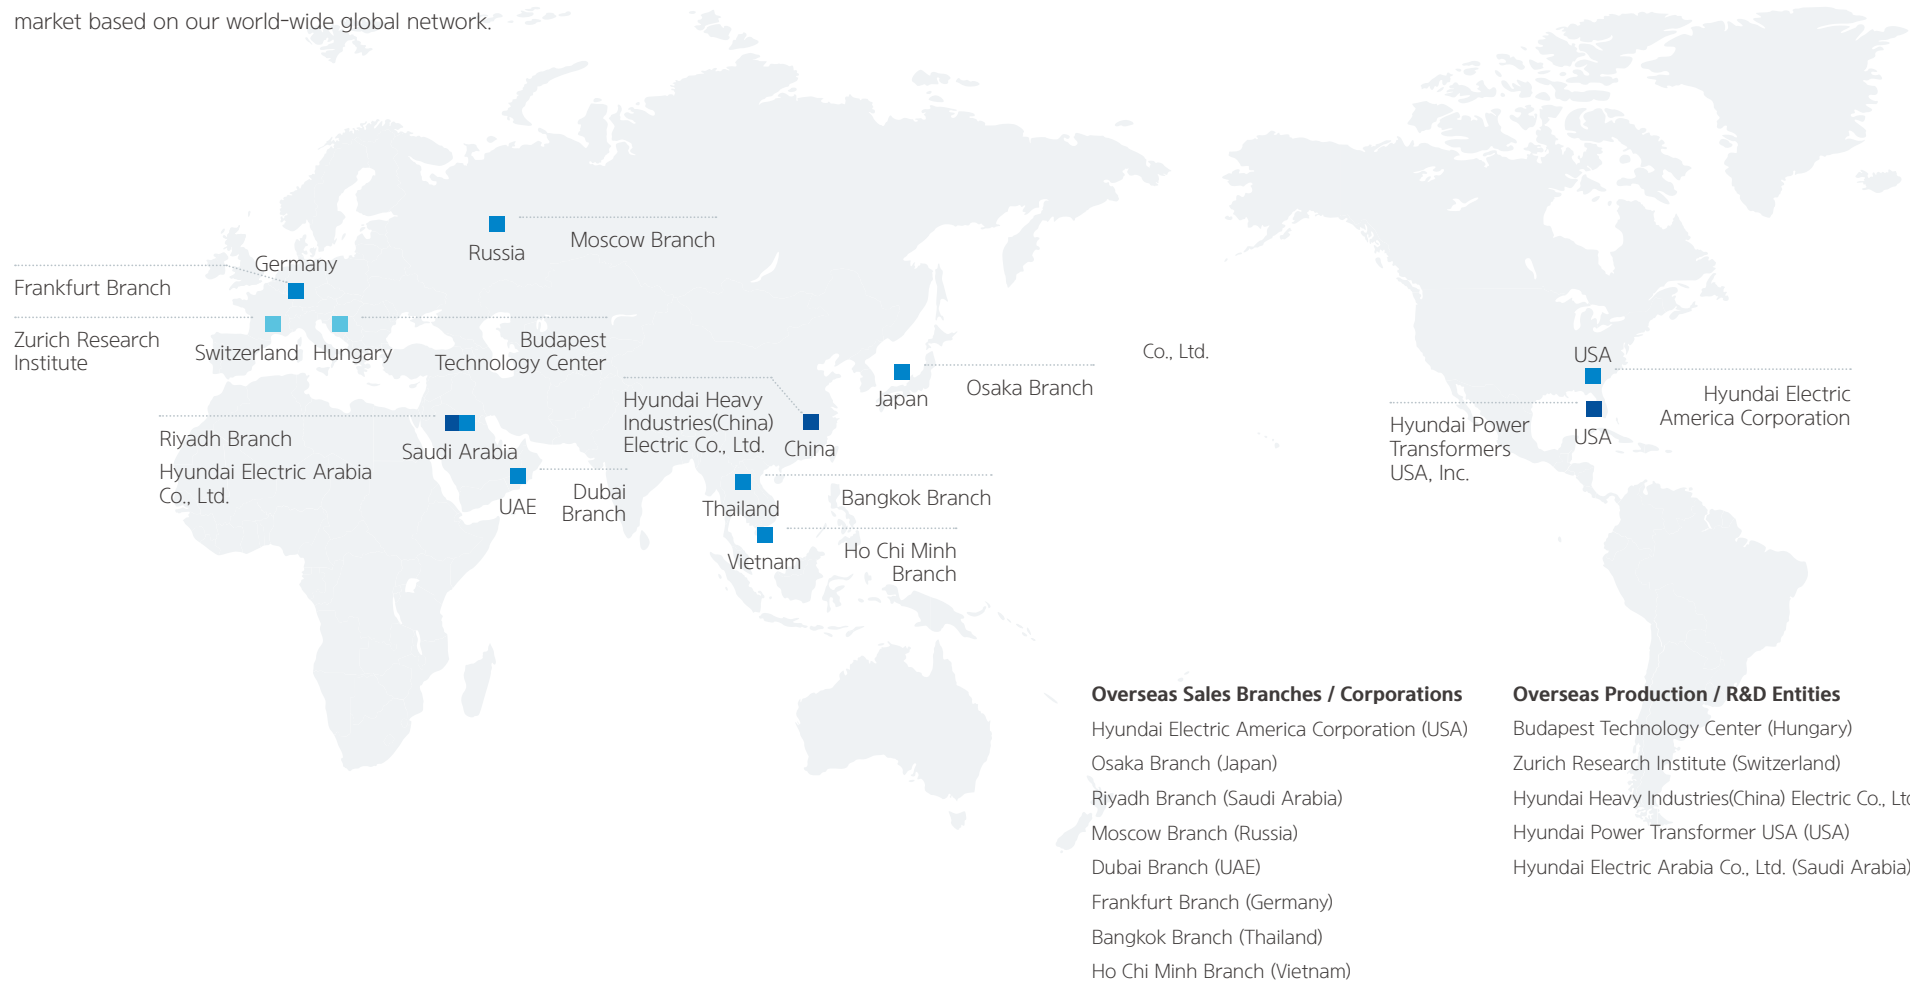 market based on our world-wide global network.
Russia
Moscow Branch
Germany
Frankfurt Branch
Zurich Research
Institute
Switzerland
Hungary
Budapest
Technology Center
Riyadh Branch
Hyundai Electric Arabia
Co., Ltd.
Saudi Arabia
UAE
Dubai
Branch
Hyundai Heavy
Industries(China)
Electric Co., Ltd.
China
Thailand
Bangkok Branch
Vietnam
Ho Chi Minh
Branch
Japan
Osaka Branch
Co., Ltd.
USA
Hyundai Electric
America Corporation
Hyundai Power
Transformers
USA, Inc.
USA
Overseas Sales Branches / Corporations
Hyundai Electric America Corporation (USA)
Osaka Branch (Japan)
Riyadh Branch (Saudi Arabia)
Moscow Branch (Russia)
Dubai Branch (UAE)
Frankfurt Branch (Germany)
Bangkok Branch (Thailand)
Ho Chi Minh Branch (Vietnam)
Overseas Production / R&D Entities
Budapest Technology Center (Hungary)
Zurich Research Institute (Switzerland)
Hyundai Heavy Industries(China) Electric Co., Ltd
Hyundai Power Transformer USA (USA)
Hyundai Electric Arabia Co., Ltd. (Saudi Arabia)